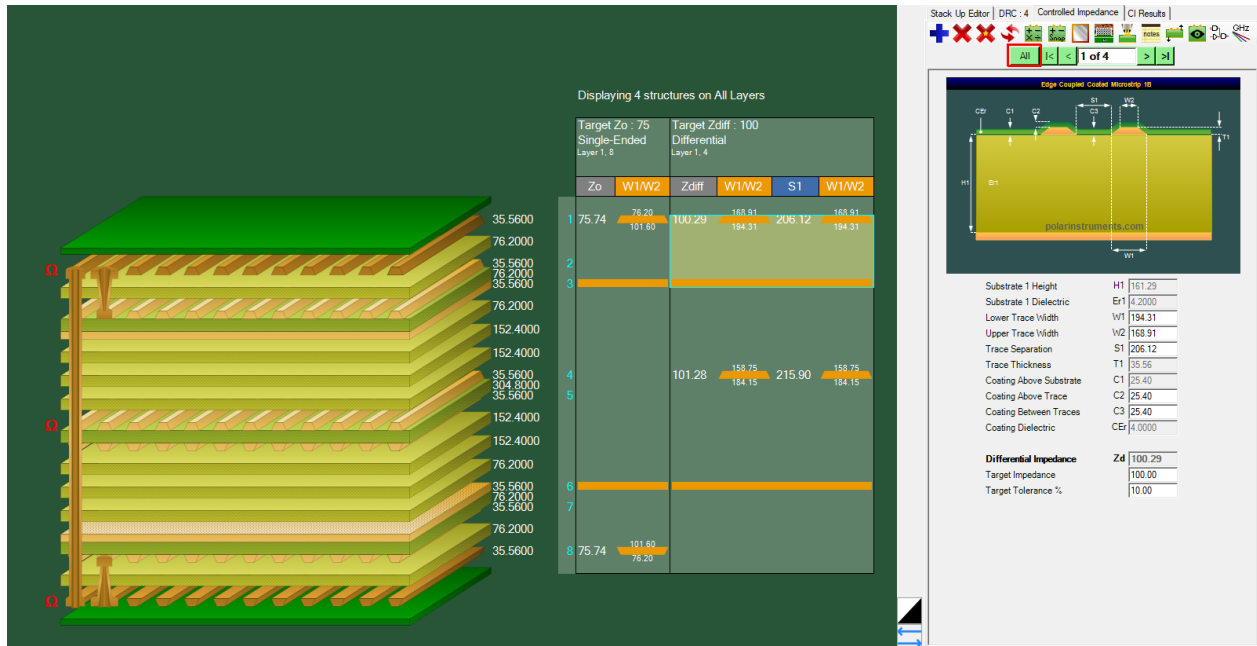 Stack Up Editor DRC : 4 Controlled Impedance CI Results
notes GHz
All |< < 1 of 4 > >|
Displaying 4 structures on All Layers
Target Zo : 75 Target Zdiff : 100
Single-Ended Differential
Layer 1, 8 Layer 1, 4
Zo W1/W2 Zdiff W1/W2 S1 W1/W2
35.5600 1 75.74 76.20 101.60 100.29 168.91 194.31 206.12 168.91 194.31
76.2000
35.5600 2
76.2000
35.5600 3
76.2000
152.4000
152.4000
35.5600 4 101.28 158.75 184.15 215.90 158.75 184.15
304.8000
35.5600 5
152.4000
152.4000
76.2000
35.5600 6
76.2000
35.5600 7
76.2000
35.5600 8 75.74 101.60 76.20
Ω
Ω
Ω
Edge Coupled Coated Microstrip 1B
S1 W2
CEr C1 C2 C3
T1
H1 Er1
polarinstruments.com
W1
Substrate 1 Height H1 161.29
Substrate 1 Dielectric Er1 4.2000
Lower Trace Width W1 194.31
Upper Trace Width W2 168.91
Trace Separation S1 206.12
Trace Thickness T1 35.56
Coating Above Substrate C1 25.40
Coating Above Trace C2 25.40
Coating Between Traces C3 25.40
Coating Dielectric CEr 4.0000
Differential Impedance Zd 100.29
Target Impedance 100.00
Target Tolerance % 10.00